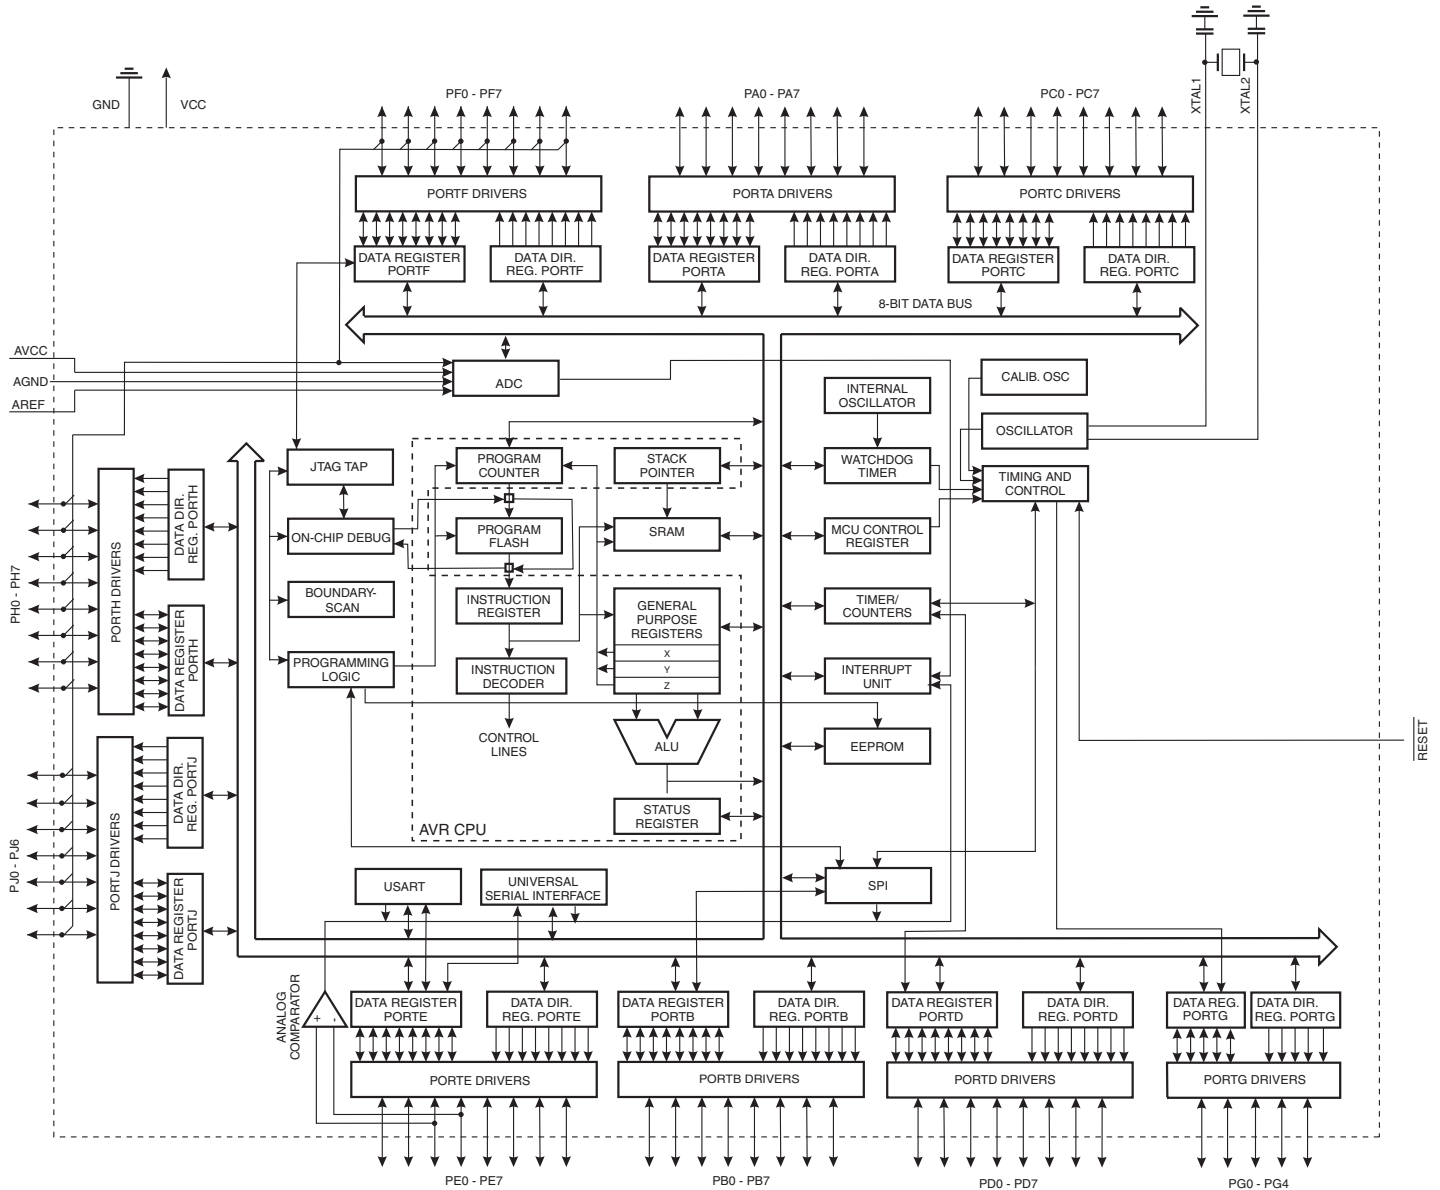 XTAL1
XTAL2
GND
VCC
PF0 - PF7
PA0 - PA7
PC0 - PC7
PORTF DRIVERS
PORTA DRIVERS
PORTC DRIVERS
DATA REGISTER
PORTF
DATA DIR.
REG. PORTF
DATA REGISTER
PORTA
DATA DIR.
REG. PORTA
DATA REGISTER
PORTC
DATA DIR.
REG. PORTC
8-BIT DATA BUS
AVCC
AGND
AREF
ADC
CALIB. OSC
INTERNAL
OSCILLATOR
OSCILLATOR
JTAG TAP
PROGRAM
COUNTER
STACK
POINTER
WATCHDOG
TIMER
TIMING AND
CONTROL
ON-CHIP DEBUG
PROGRAM
FLASH
SRAM
MCU CONTROL
REGISTER
BOUNDARY-
SCAN
INSTRUCTION
REGISTER
GENERAL
PURPOSE
REGISTERS
X
Y
Z
TIMER/
COUNTERS
PROGRAMMING
LOGIC
INSTRUCTION
DECODER
INTERRUPT
UNIT
CONTROL
LINES
ALU
EEPROM
RESET
STATUS
REGISTER
AVR CPU
PH0 - PH7
PORTH DRIVERS
DATA DIR.
REG. PORTH
DATA REGISTER
PORTH
PJ0 - PJ6
PORTJ DRIVERS
DATA DIR.
REG. PORTJ
DATA REGISTER
PORTJ
USART
UNIVERSAL
SERIAL INTERFACE
SPI
ANALOG
COMPARATOR
+
-
DATA REGISTER
PORTE
DATA DIR.
REG. PORTE
DATA REGISTER
PORTB
DATA DIR.
REG. PORTB
DATA REGISTER
PORTD
DATA DIR.
REG. PORTD
DATA REG.
PORTG
DATA DIR.
REG. PORTG
PORTE DRIVERS
PORTB DRIVERS
PORTD DRIVERS
PORTG DRIVERS
PE0 - PE7
PB0 - PB7
PD0 - PD7
PG0 - PG4